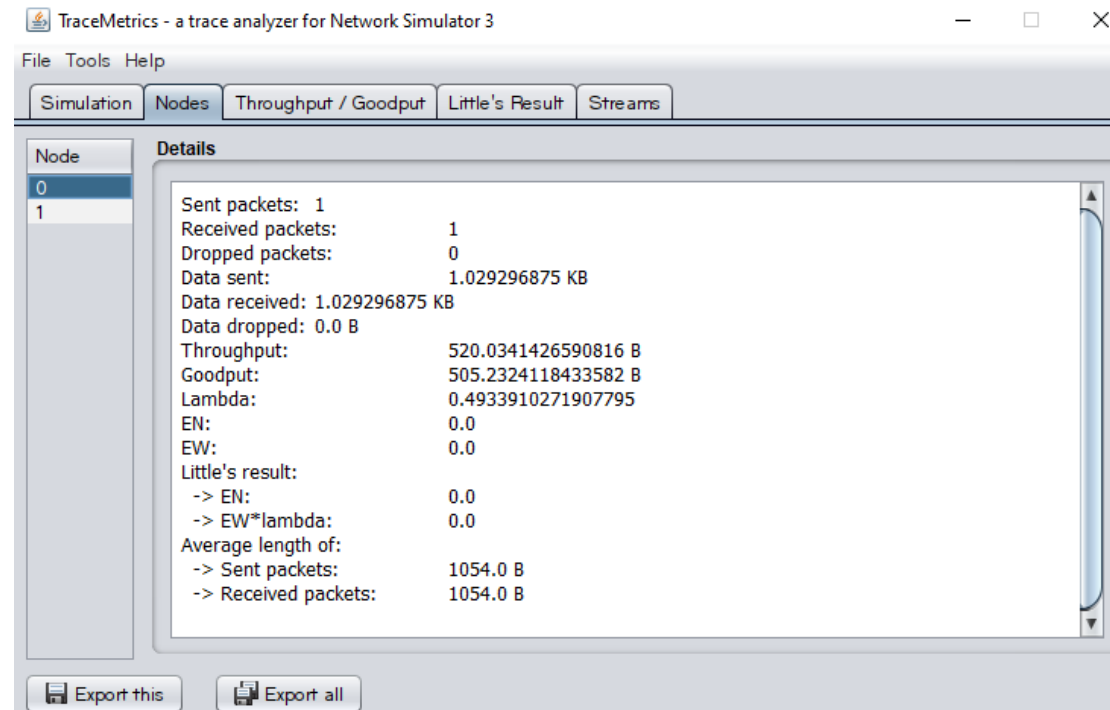 TraceMetrics - a trace analyzer for Network Simulator 3
File Tools Help
Simulation Nodes Throughput / Goodput Little's Result Streams
Node
0
1
Details
Sent packets: 1
Received packets: 1
Dropped packets: 0
Data sent: 1.029296875 KB
Data received: 1.029296875 KB
Data dropped: 0.0 B
Throughput: 520.0341426590816 B
Goodput: 505.2324118433582 B
Lambda: 0.4933910271907795
EN: 0.0
EW: 0.0
Little's result:
-> EN: 0.0
-> EW*lambda: 0.0
Average length of:
-> Sent packets: 1054.0 B
-> Received packets: 1054.0 B
Export this Export all